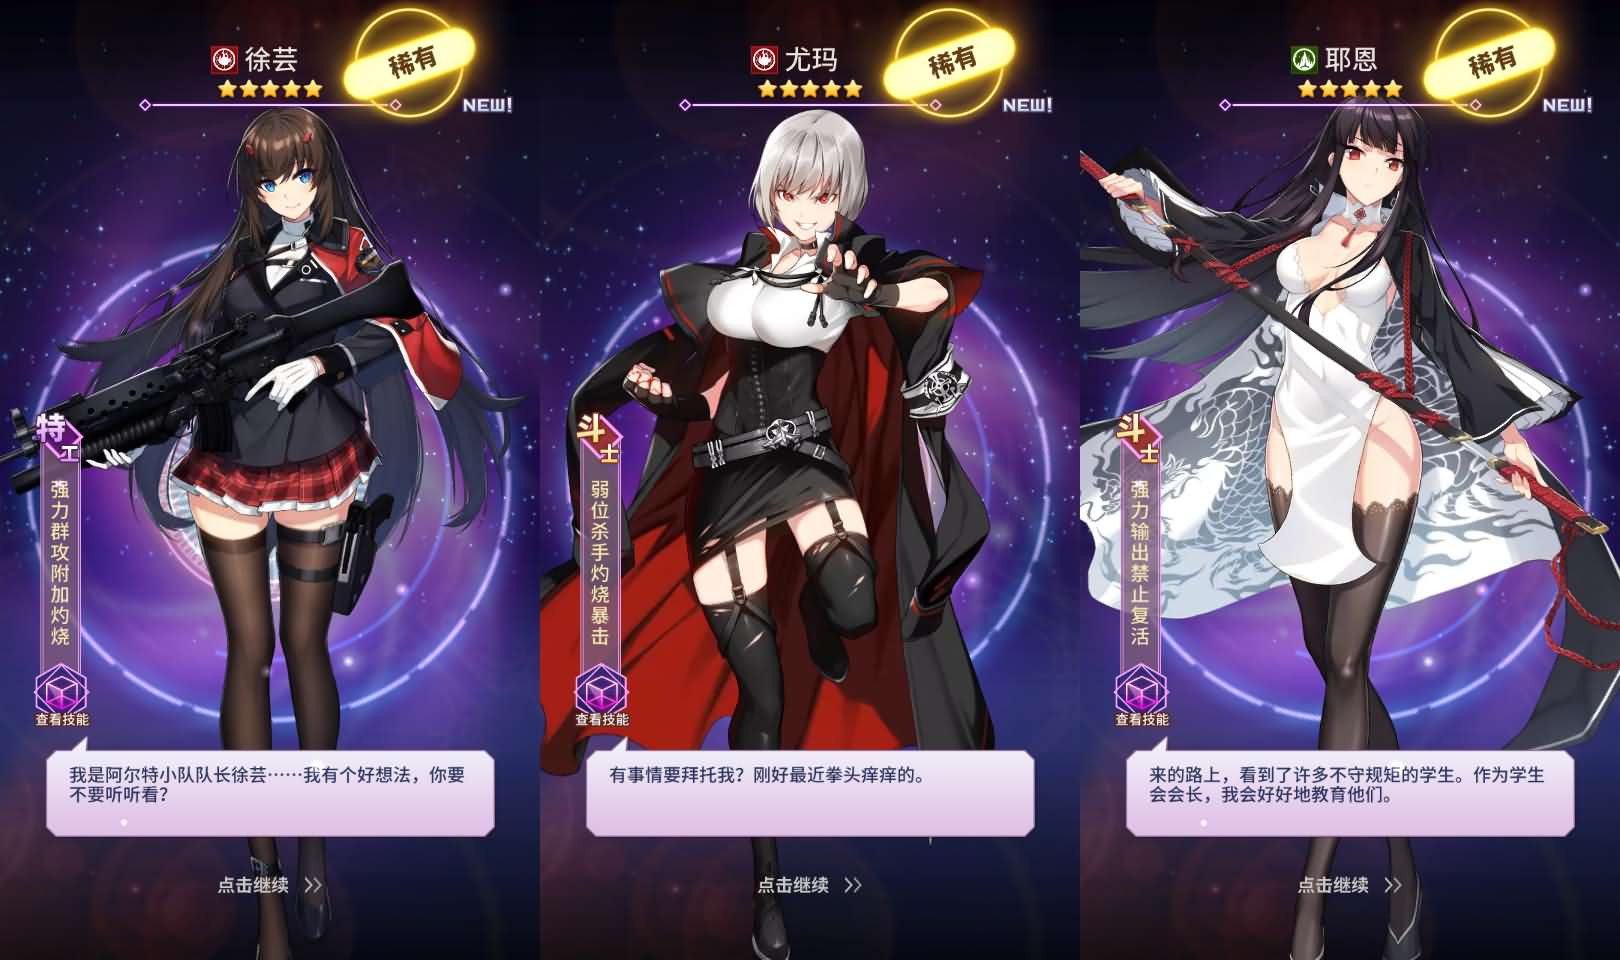 徐芸
稀有
NEW!
特工
强力群攻附加灼烧
查看技能
我是阿尔特小队队长徐芸……我有个好想法，你要
不要听听看？
点击继续 >>
尤玛
稀有
NEW!
斗士
弱位杀手灼烧暴击
查看技能
有事情要拜托我？刚好最近拳头痒痒的。
点击继续 >>
耶恩
稀有
NEW!
斗士
强力输出禁止复活
查看技能
来的路上，看到了许多不守规矩的学生。作为学生
会会长，我会好好地教育他们。
点击继续 >>